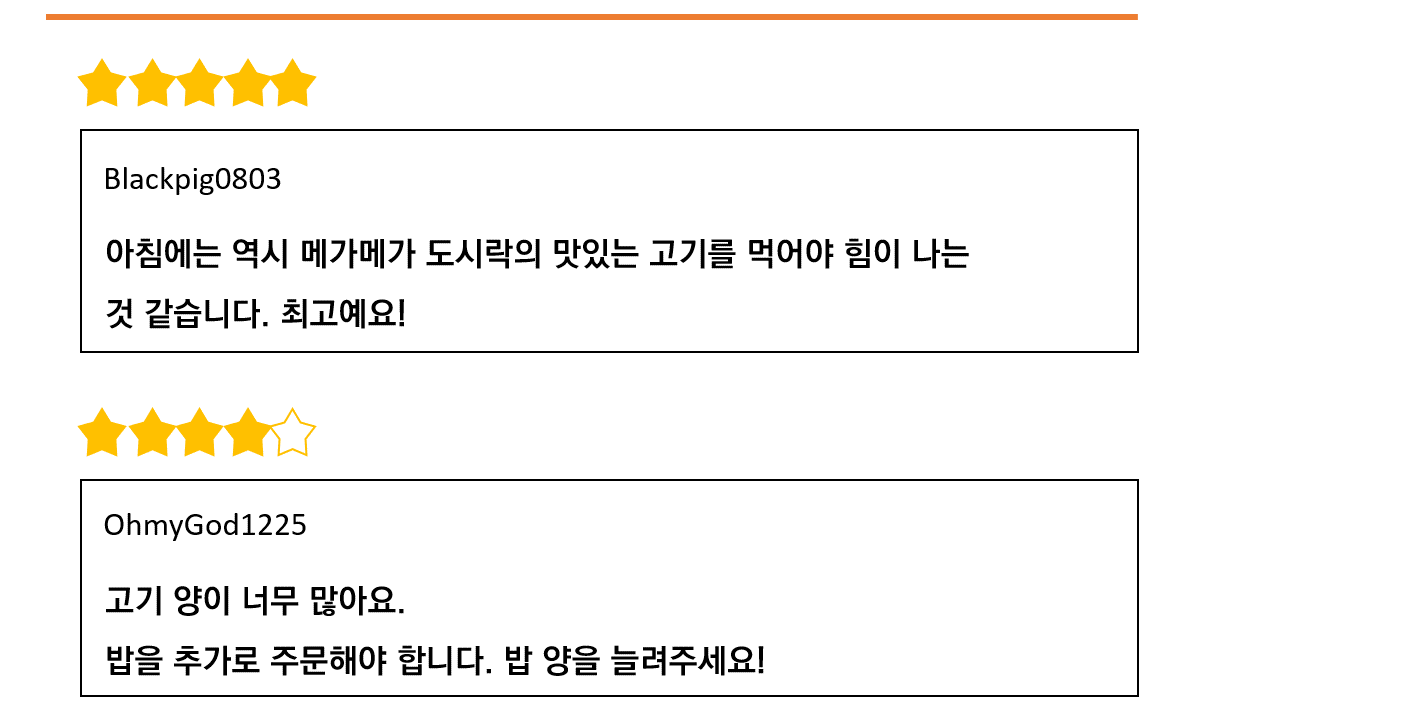 Blackpig0803
아침에는 역시 메가메가 도시락의 맛있는 고기를 먹어야 힘이 나는
것 같습니다. 최고예요!
OhmyGod1225
고기 양이 너무 많아요.
밥을 추가로 주문해야 합니다. 밥 양을 늘려주세요!